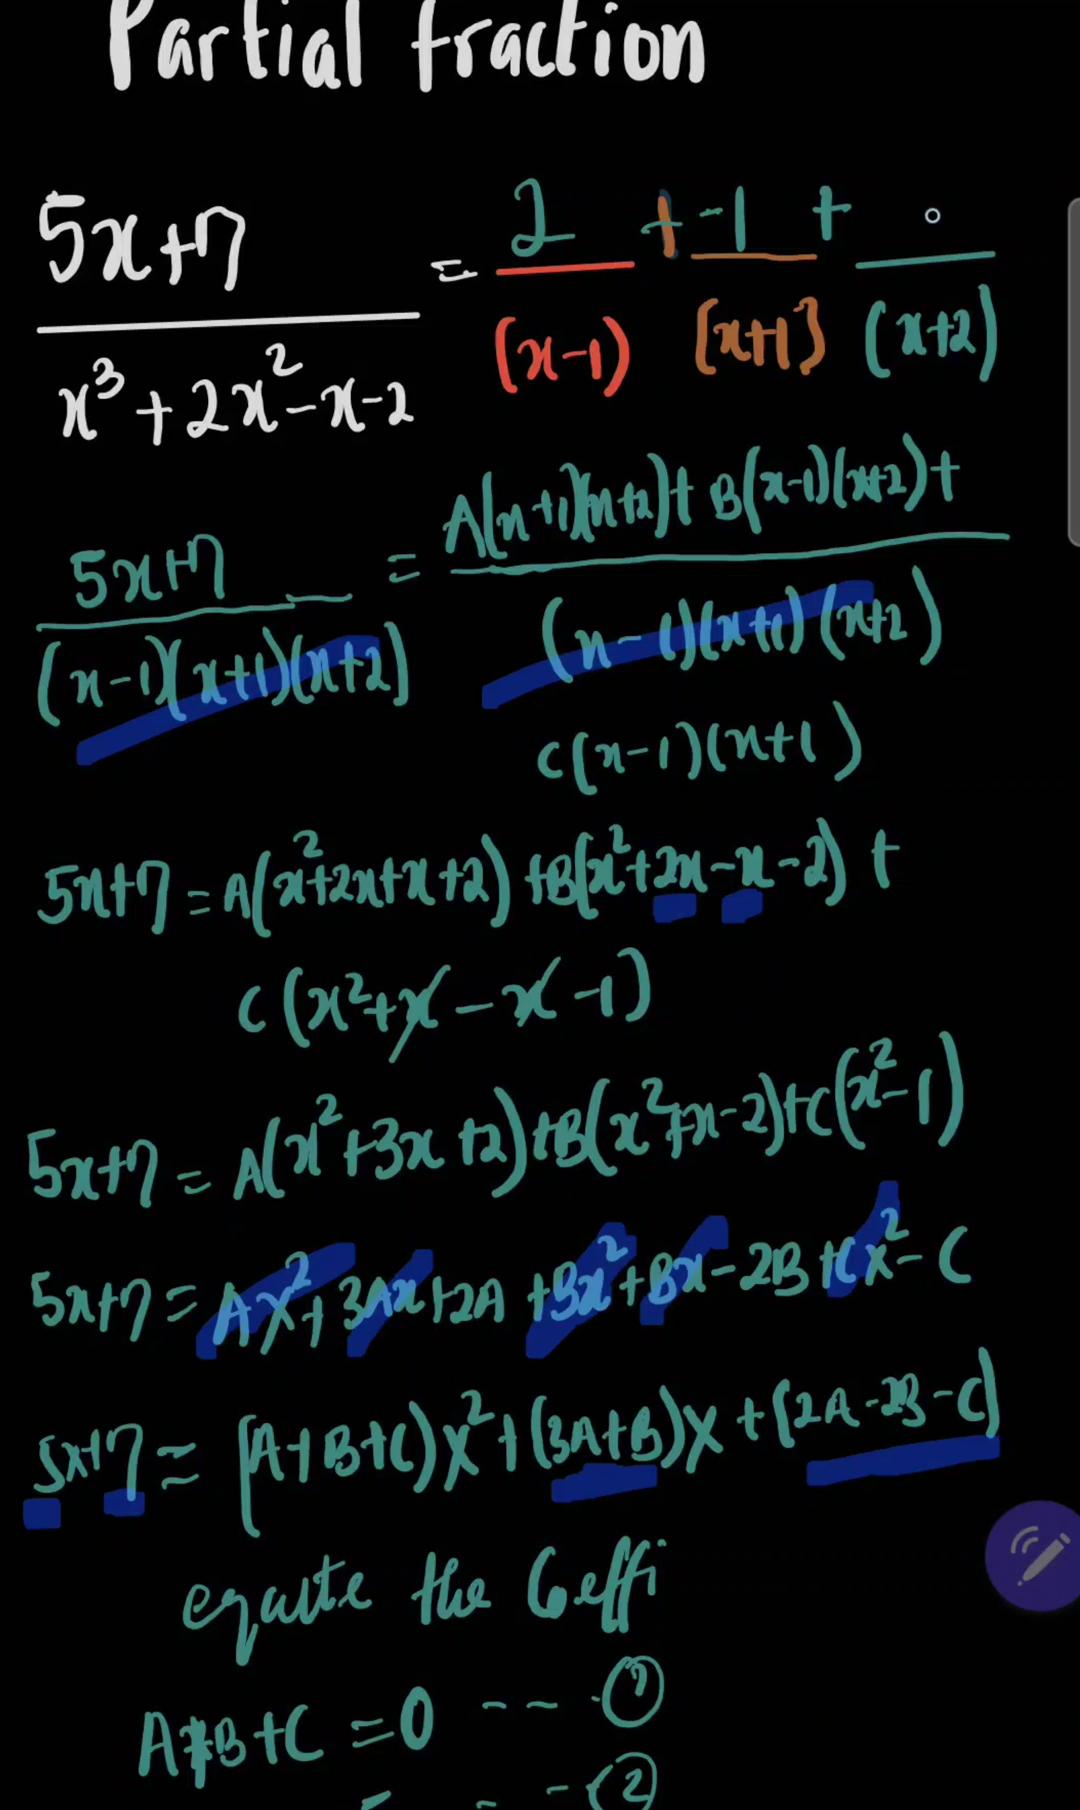 Partial fraction
5x+7 / x³+2x²-x-2 = 2/(x-1) + -1/[x+1] + /(x+2)
5x+7 / (x-1)(x+1)(x+2) = A(x+1)(x+2)+B(x-1)(x+2)+ / (x-1)(x+1)(x+2)
C(x-1)(x+1)
5x+7=A(x²+2x+x+2)+B(x²+2x-x-2)+
C(x²+x-x-1)
5x+7=A(x²+3x+2)+B(x²+x-2)+C(x²-1)
5x+7=Ax²+3Ax+2A+Bx²+Bx-2B+Cx²-C
5x+7=[A+B+C)x²+(3A+B)x+(2A-2B-C)
equate the Coeffi
A+B+C=0 -- - ①
- - ②